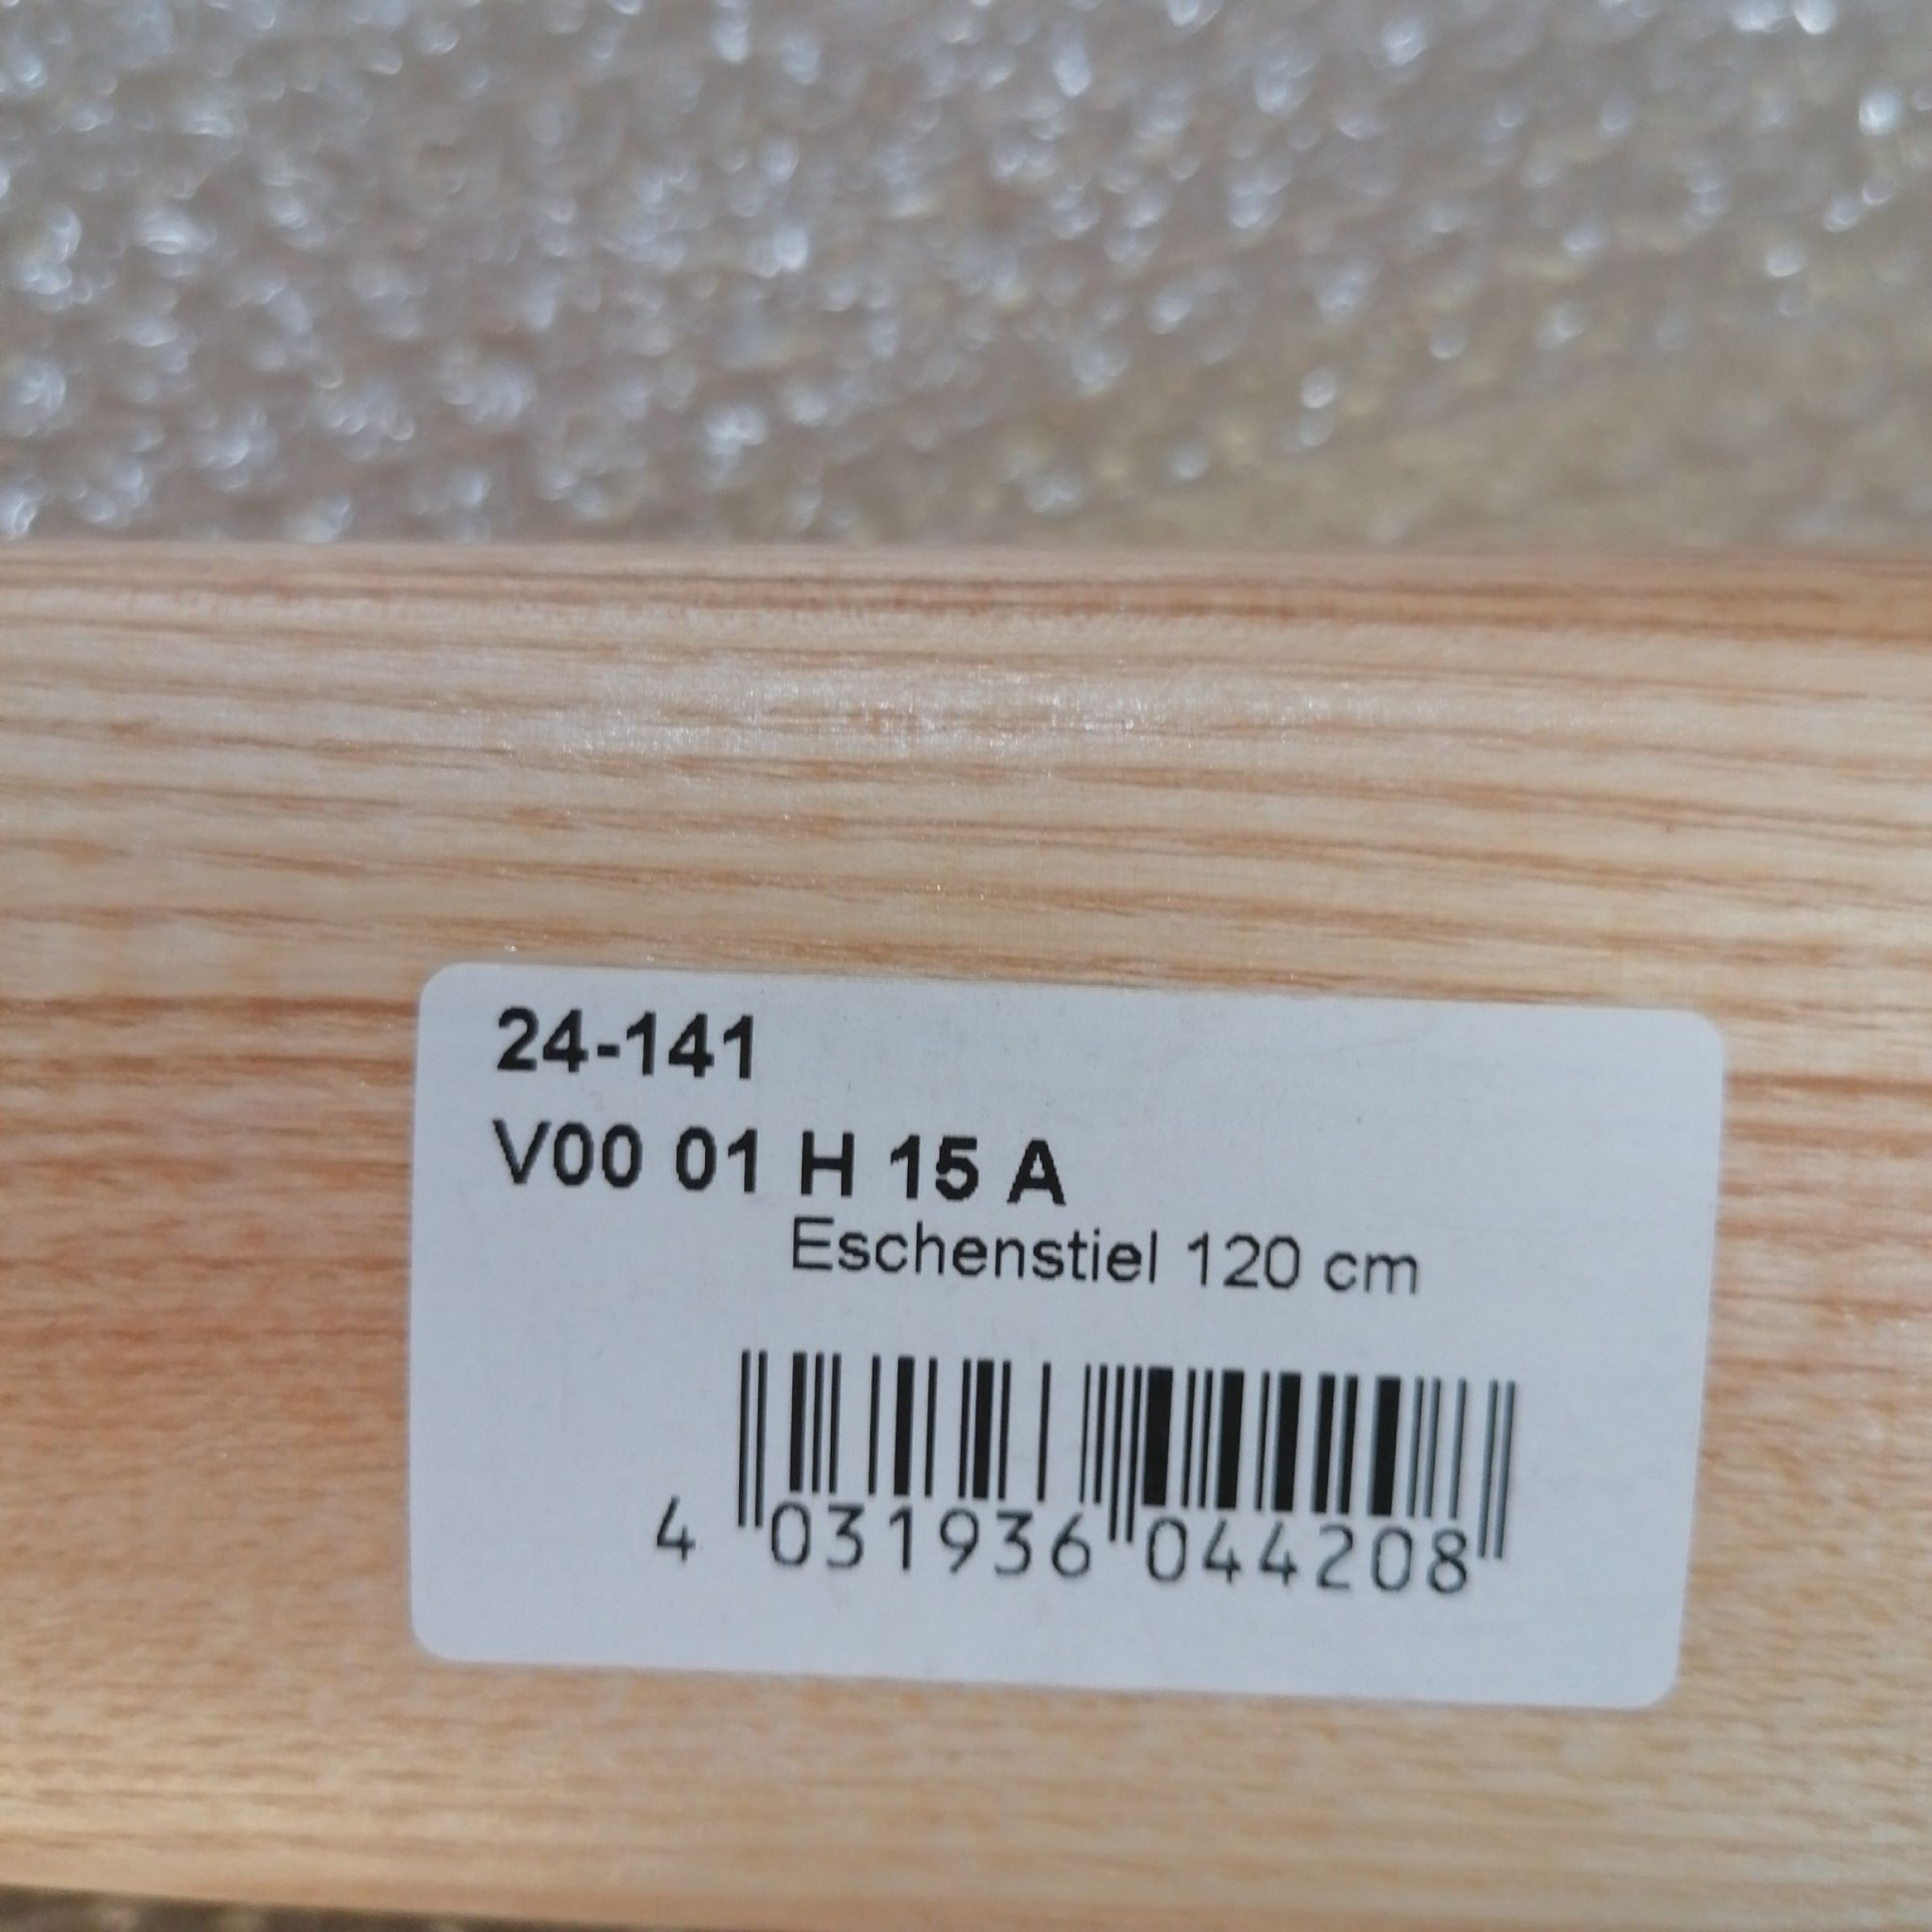 24-141
V00 01 H 15 A
Eschenstiel 120 cm
4 031936 044208